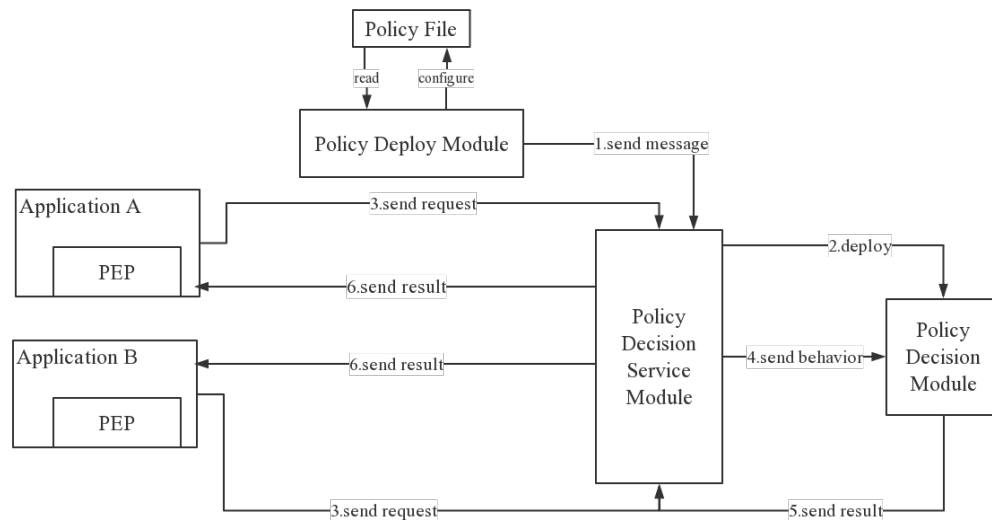 Policy File
read
configure
Policy Deploy Module
1.send message
Application A
3.send request
PEP
2.deploy
6.send result
Policy
Decision
Service
Module
Policy
Decision
Module
Application B
6.send result
4.send behavior
PEP
3.send request
5.send result